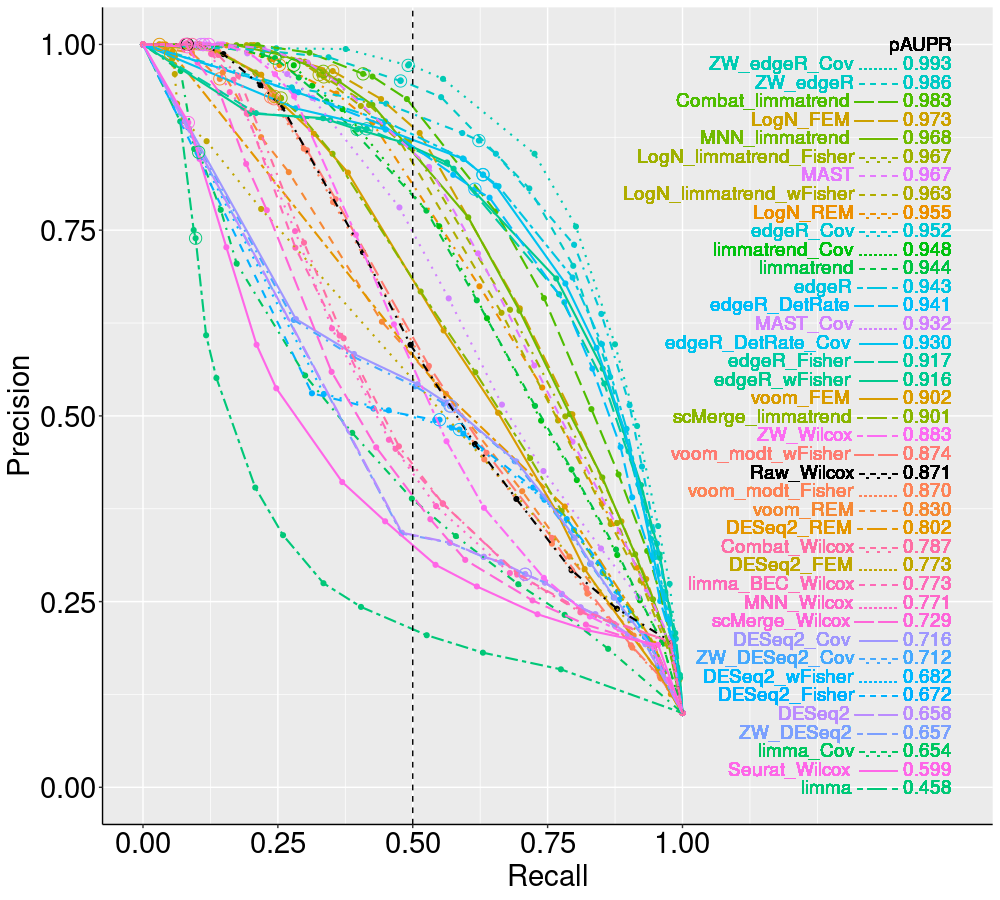 pAUPR
ZW_edgeR_Cov 0.993
ZW_edgeR 0.986
Combat_limmatrend 0.983
LogN_FEM 0.973
MNN_limmatrend 0.968
LogN_limmatrend_Fisher 0.967
MAST 0.967
LogN_limmatrend_wFisher 0.963
LogN_REM 0.955
edgeR_Cov 0.952
limmatrend_Cov 0.948
limmatrend 0.944
edgeR 0.943
edgeR_DetRate 0.941
MAST_Cov 0.932
edgeR_DetRate_Cov 0.930
edgeR_Fisher 0.917
edgeR_wFisher 0.916
voom_FEM 0.902
scMerge_limmatrend 0.901
ZW_Wilcox 0.883
voom_modt_wFisher 0.874
Raw_Wilcox 0.871
voom_modt_Fisher 0.870
voom_REM 0.830
DESeq2_REM 0.802
Combat_Wilcox 0.787
DESeq2_FEM 0.773
limma_BEC_Wilcox 0.773
MNN_Wilcox 0.771
scMerge_Wilcox 0.729
DESeq2_Cov 0.716
ZW_DESeq2_Cov 0.712
DESeq2_wFisher 0.682
DESeq2_Fisher 0.672
DESeq2 0.658
ZW_DESeq2 0.657
limma_Cov 0.654
Seurat_Wilcox 0.599
limma 0.458
1.00
0.75
0.50
0.25
0.00
Precision
0.00 0.25 0.50 0.75 1.00
Recall